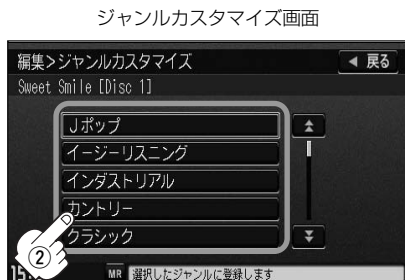 ジャンルカスタマイズ画面
編集>ジャンルカスタマイズ
◀ 戻る
Sweet Smile [Disc 1]
Jポップ
イージーリスニング
インダストリアル
カントリー
クラシック
②
MR 選択したジャンルに登録します